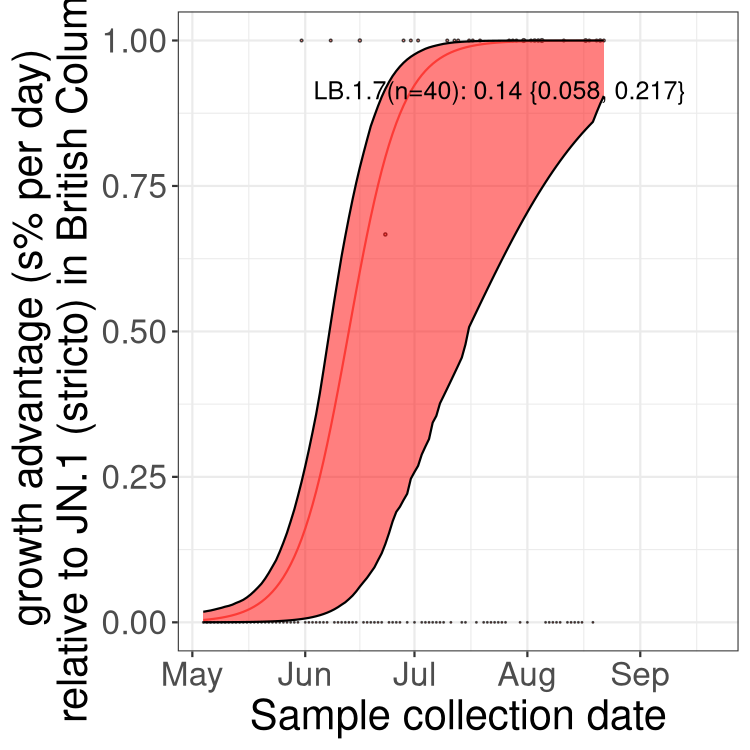 growth advantage (s% per day)
relative to JN.1 (stricto) in British Colum
1.00
0.75
0.50
0.25
0.00
LB.1.7(n=40): 0.14 {0.058, 0.217}
May Jun Jul Aug Sep
Sample collection date